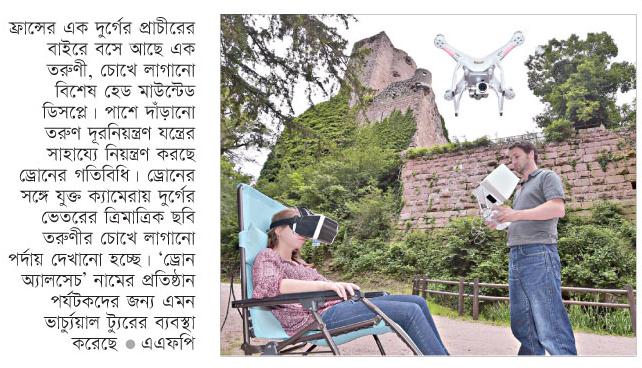 ফ্রান্সের এক দুর্গের প্রাচীরের
বাইরে বসে আছে এক
তরুণী, চোখে লাগানো
বিশেষ হেড মাউন্টেড
ডিসপ্লে। পাশে দাঁড়ানো
তরুণ দূরনিয়ন্ত্রণ যন্ত্রের
সাহায্যে নিয়ন্ত্রণ করছে
ড্রোনের গতিবিধি। ড্রোনের
সঙ্গে যুক্ত ক্যামেরায় দুর্গের
ভেতরের ত্রিমাত্রিক ছবি
তরুণীর চোখে লাগানো
পর্দায় দেখানো হচ্ছে। ‘ড্রোন
অ্যালসেচ’ নামের প্রতিষ্ঠান
পর্যটকদের জন্য এমন
ভার্চ্যুয়াল ট্যুরের ব্যবস্থা
করেছে ● এএফপি